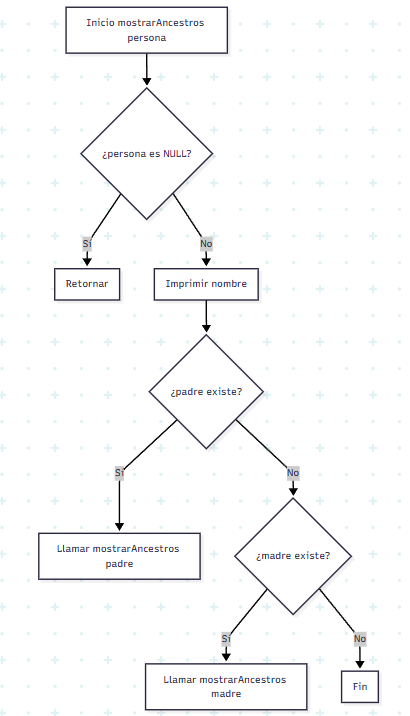 Inicio mostrarAncestros
persona
¿persona es NULL?
Sí
No
Retornar
Imprimir nombre
¿padre existe?
Sí
No
Llamar mostrarAncestros
padre
¿madre existe?
Sí
No
Llamar mostrarAncestros
madre
Fin